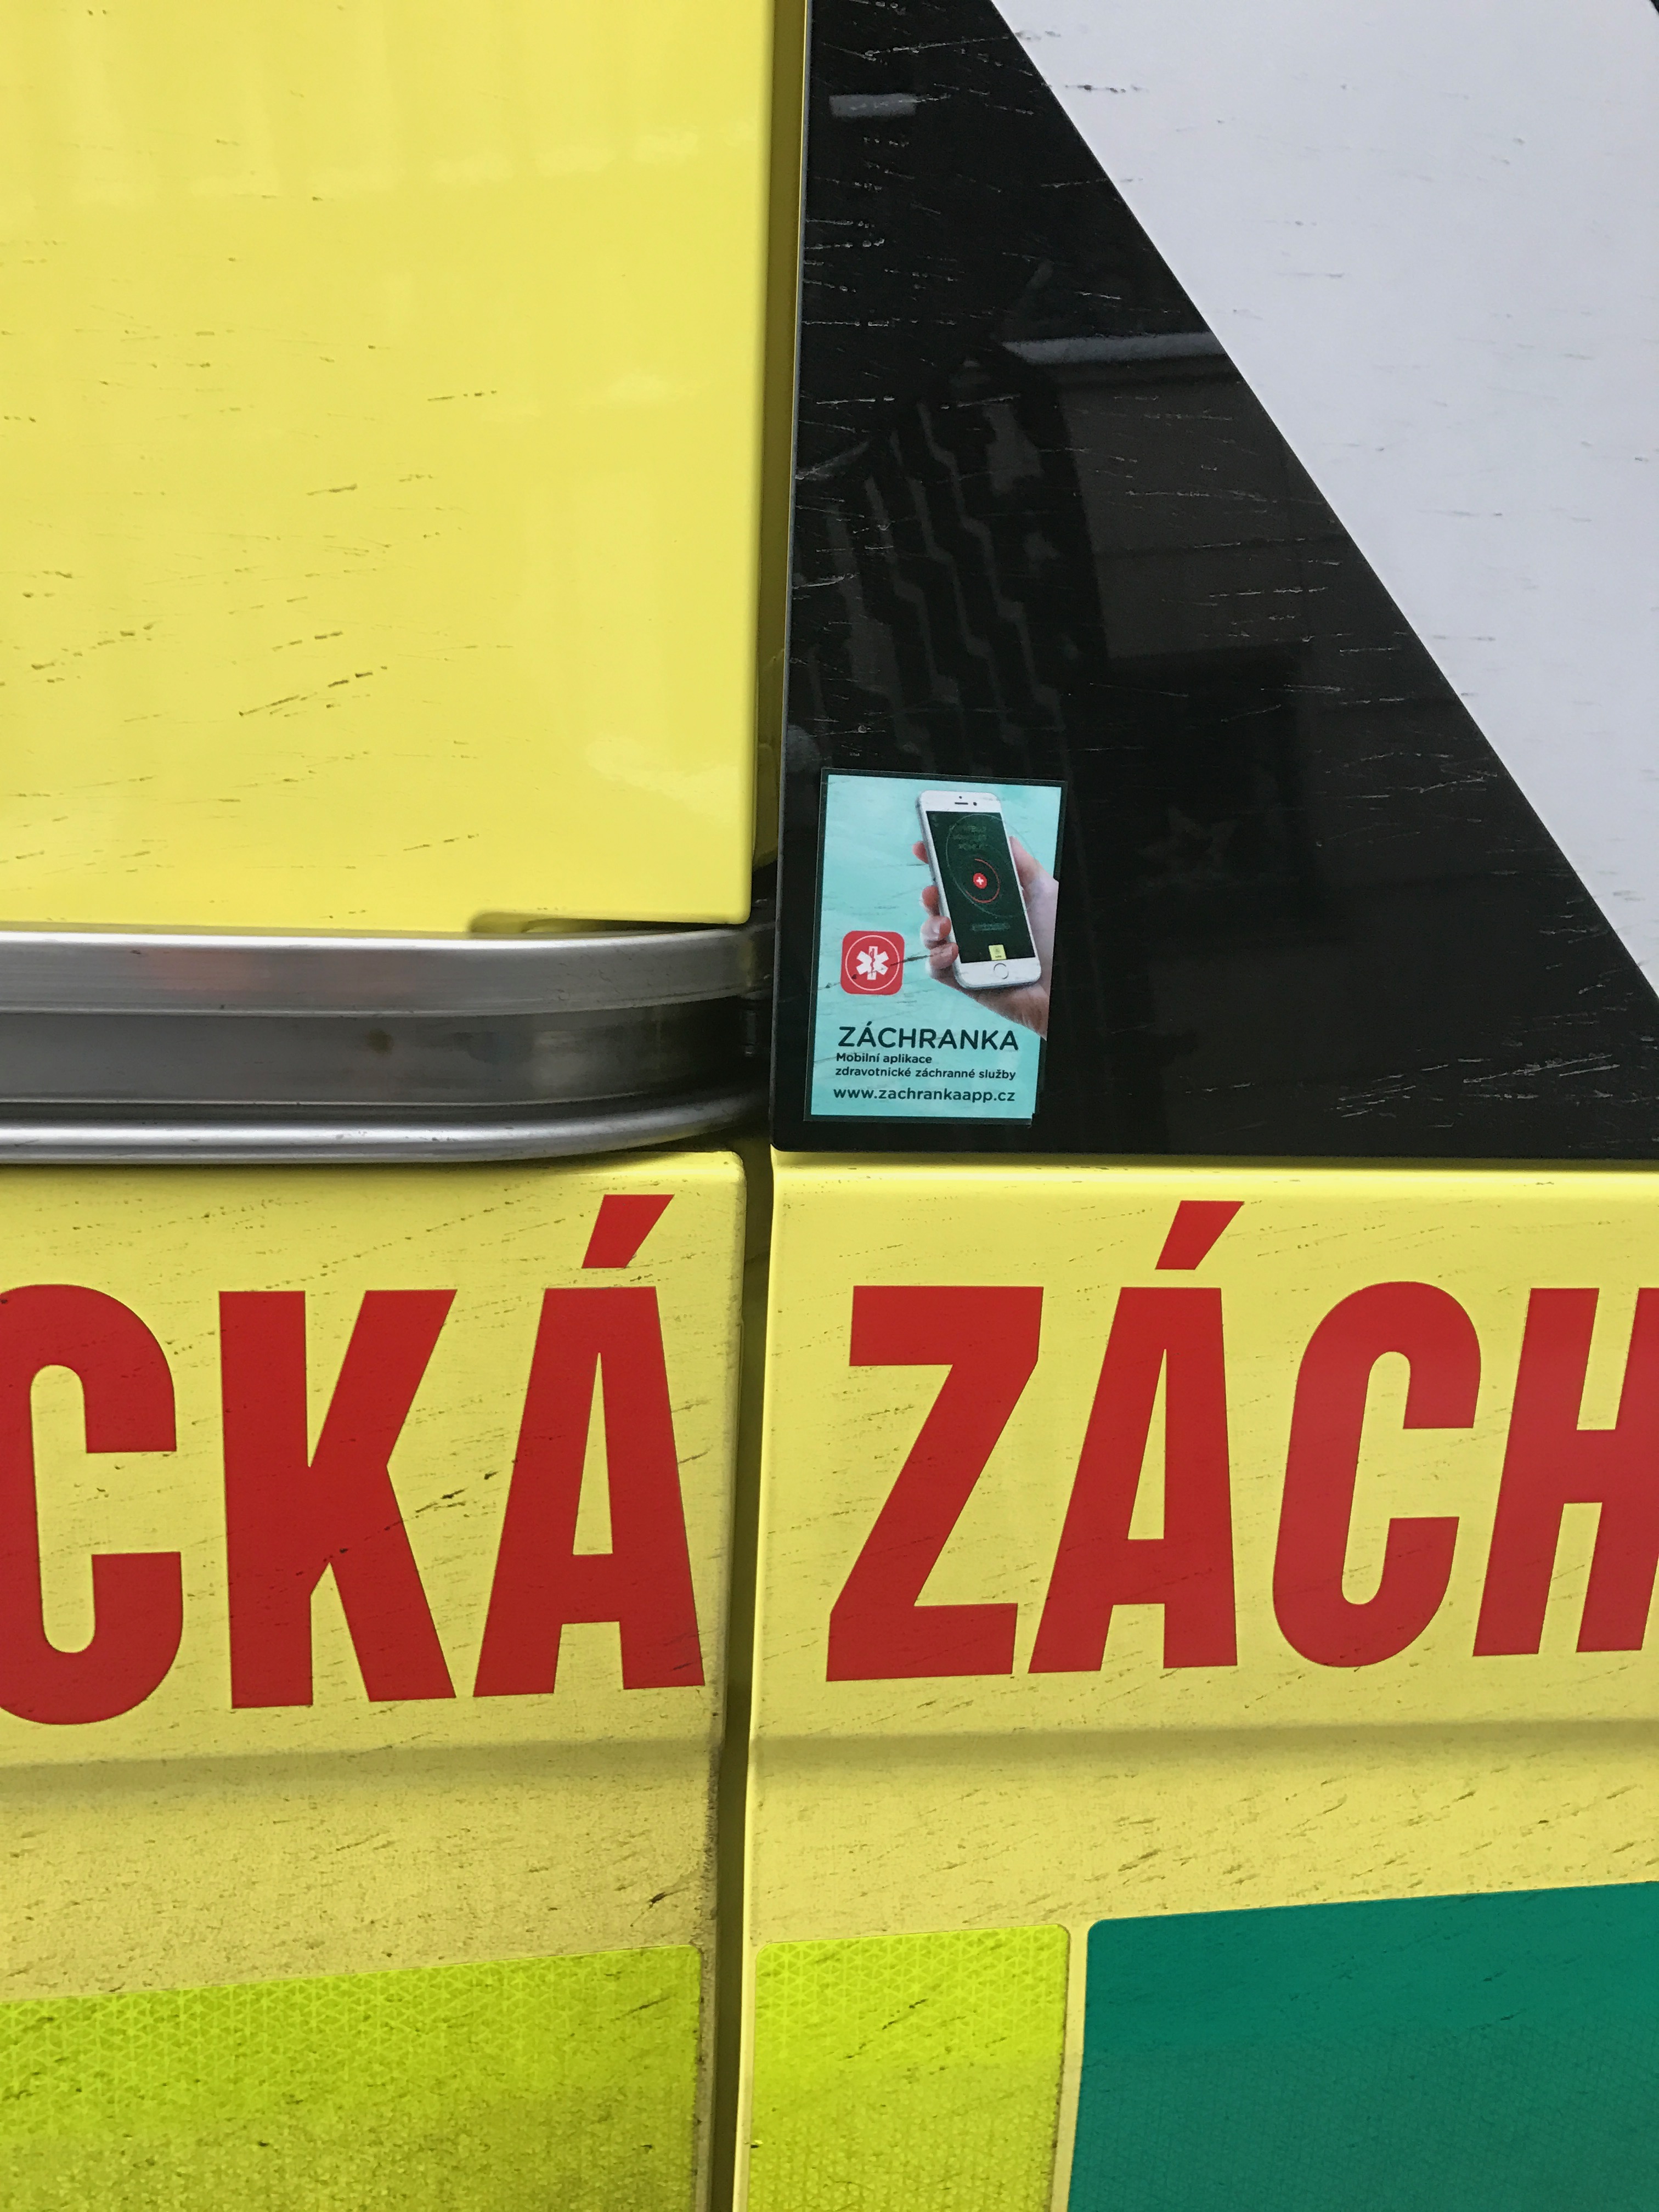 ZÁCHRANKA
Mobilní aplikace
zdravotnické záchranné služby
www.zachrankaapp.cz
CKÁ ZÁCH